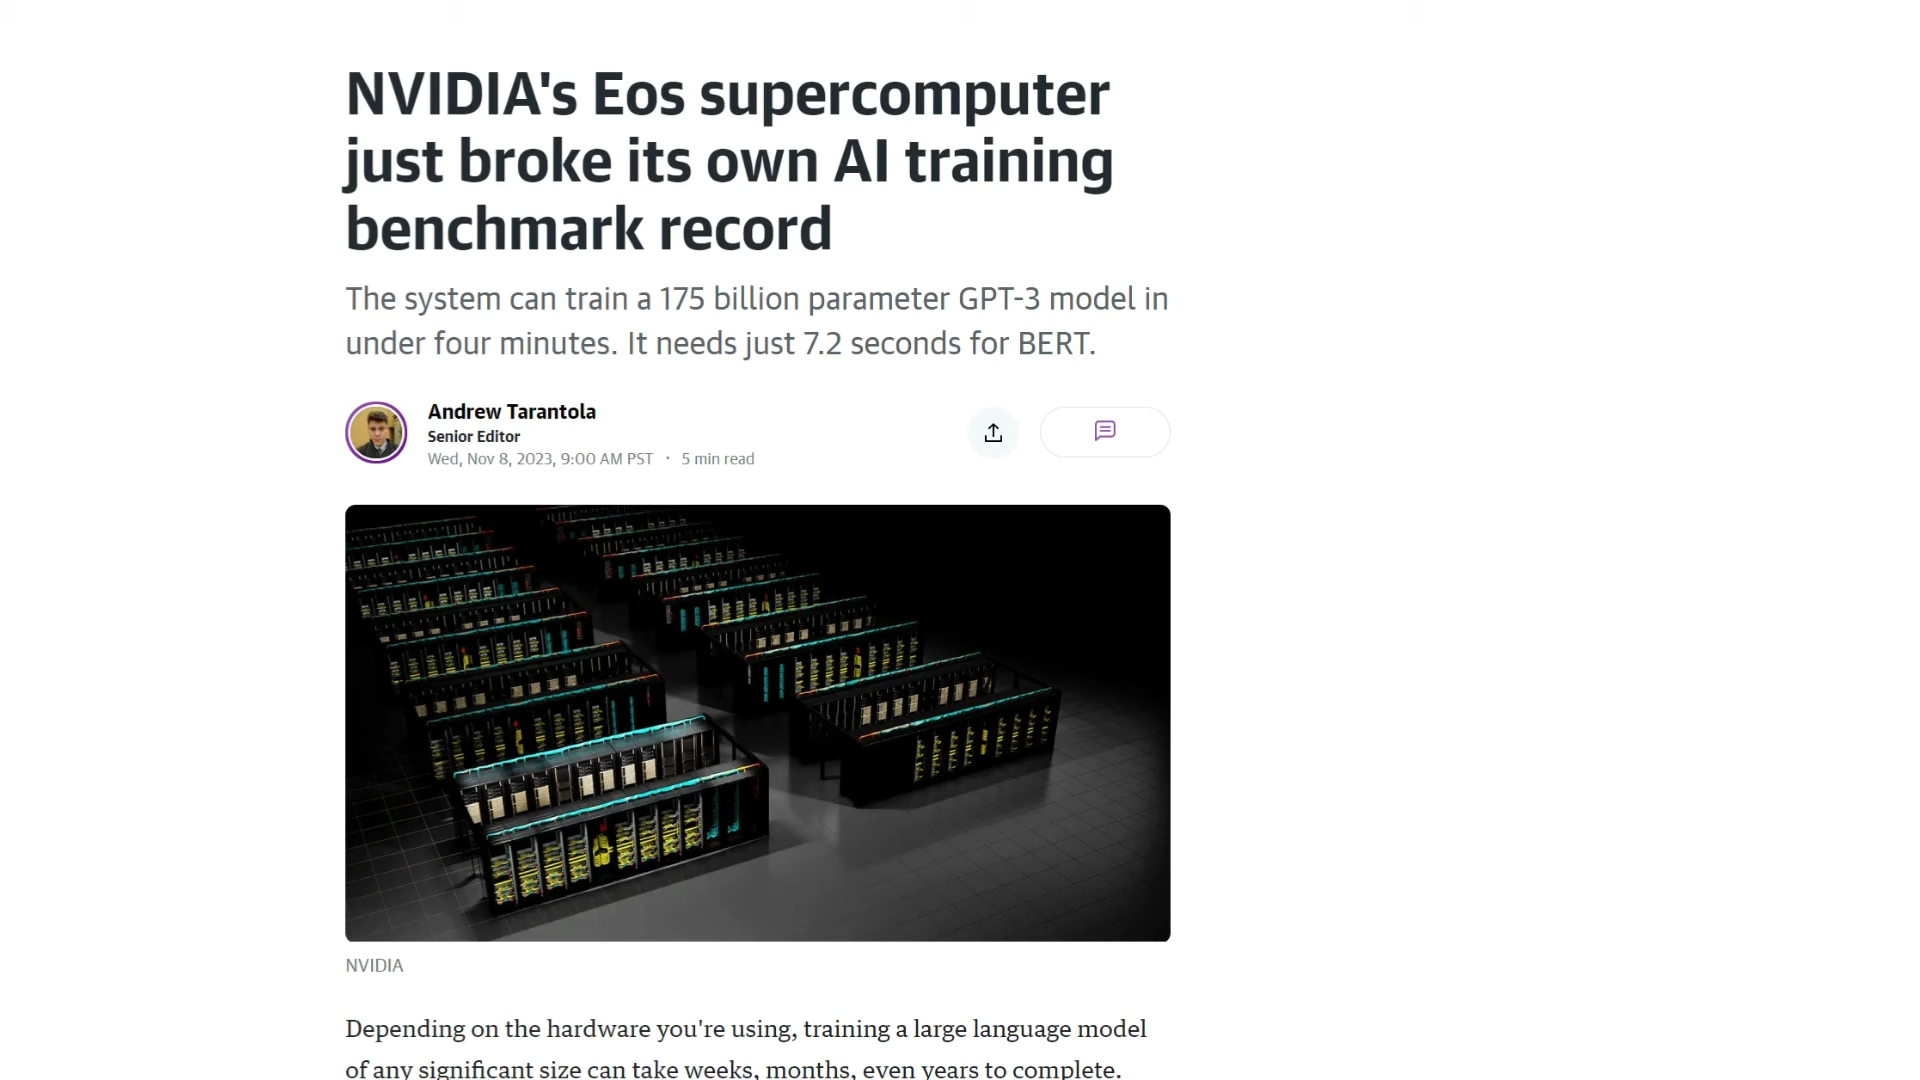 NVIDIA's Eos supercomputer
just broke its own AI training
benchmark record
The system can train a 175 billion parameter GPT-3 model in
under four minutes. It needs just 7.2 seconds for BERT.
Andrew Tarantola
Senior Editor
Wed, Nov 8, 2023, 9:00 AM PST · 5 min read
NVIDIA
Depending on the hardware you're using, training a large language model
of any significant size can take weeks, months, even years to complete.